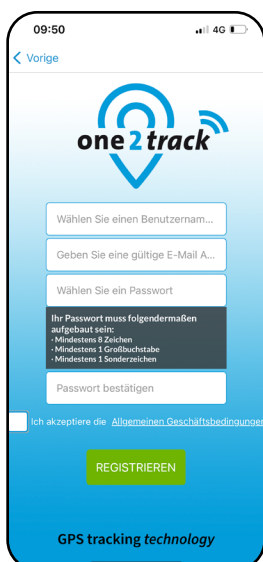 09:50
4G
Vorige
one2track
Wählen Sie einen Benutzernam...
Geben Sie eine gültige E-Mail A...
Wählen Sie ein Passwort
Ihr Passwort muss folgendermaßen
aufgebaut sein:
· Mindestens 8 Zeichen
· Mindestens 1 Großbuchstabe
· Mindestens 1 Sonderzeichen
Passwort bestätigen
Ich akzeptiere die Allgemeinen Geschäftsbedingungen
REGISTRIEREN
GPS tracking technology